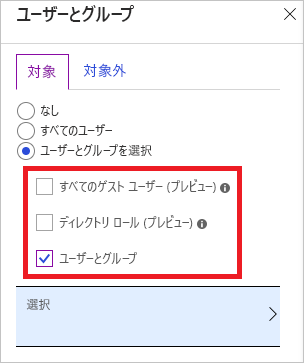 ユーザーとグループ
対象
対象外
なし
すべてのユーザー
ユーザーとグループを選択
すべてのゲスト ユーザー (プレビュー)
ディレクトリ ロール (プレビュー)
ユーザーとグループ
選択